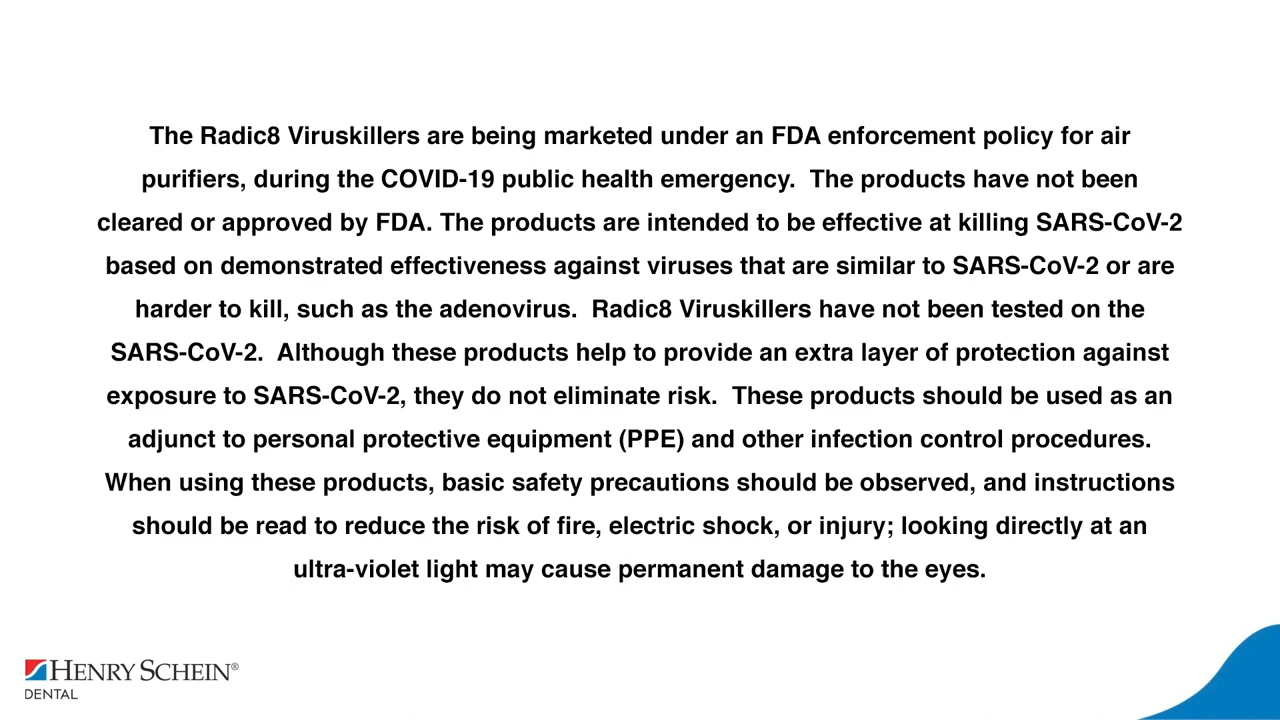 The Radic8 Viruskillers are being marketed under an FDA enforcement policy for air
purifiers, during the COVID-19 public health emergency.  The products have not been
cleared or approved by FDA. The products are intended to be effective at killing SARS-CoV-2
based on demonstrated effectiveness against viruses that are similar to SARS-CoV-2 or are
harder to kill, such as the adenovirus.  Radic8 Viruskillers have not been tested on the
SARS-CoV-2.  Although these products help to provide an extra layer of protection against
exposure to SARS-CoV-2, they do not eliminate risk.  These products should be used as an
adjunct to personal protective equipment (PPE) and other infection control procedures.
When using these products, basic safety precautions should be observed, and instructions
should be read to reduce the risk of fire, electric shock, or injury; looking directly at an
ultra-violet light may cause permanent damage to the eyes.
HENRY SCHEIN®
DENTAL